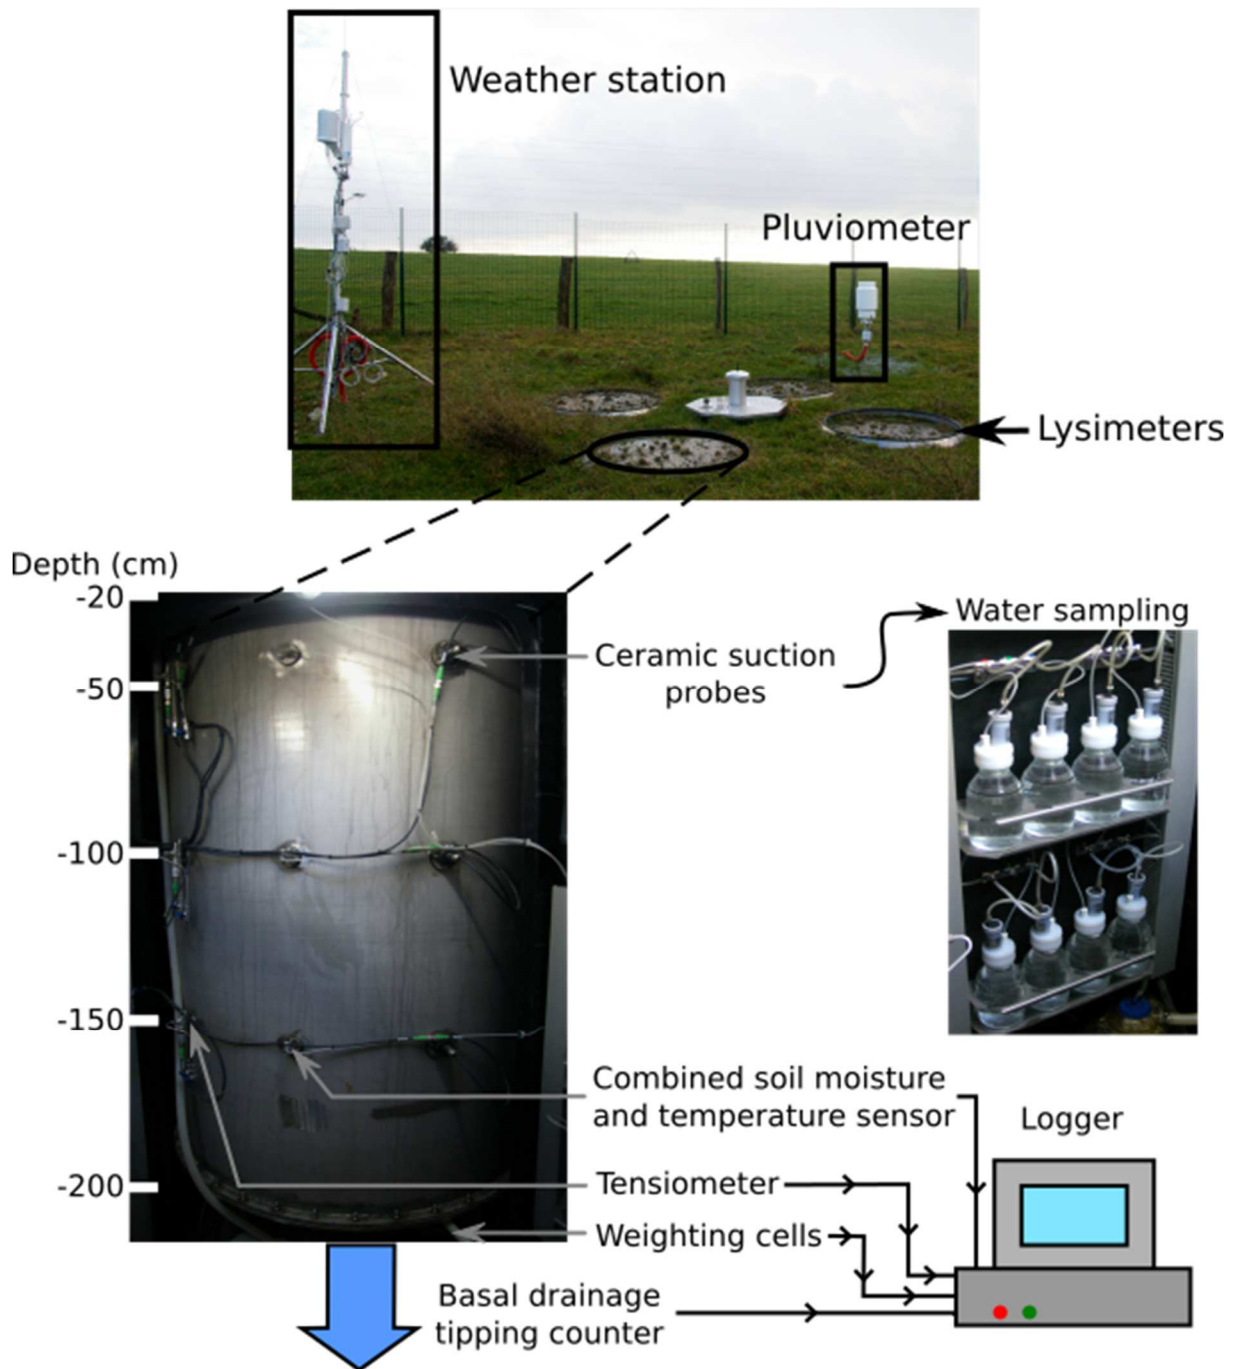 Weather station
Pluviometer
Lysimeters
Depth (cm)
-20
-50
-100
-150
-200
Ceramic suction
probes
Water sampling
Combined soil moisture
and temperature sensor
Logger
Tensiometer
Weighting cells
Basal drainage
tipping counter